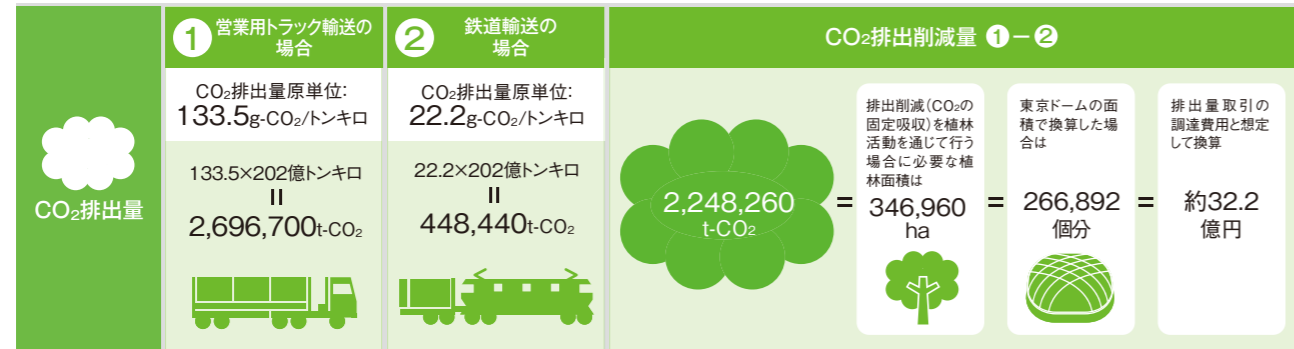 CO₂排出量
❶ 営業用トラック輸送の
場合
CO₂排出量原単位:
133.5g-CO₂/トンキロ
133.5×202億トンキロ
=
2,696,700t-CO₂
❷ 鉄道輸送の
場合
CO₂排出量原単位:
22.2g-CO₂/トンキロ
22.2×202億トンキロ
=
448,440t-CO₂
CO₂排出削減量 ❶−❷
2,248,260
t-CO₂
=
排出削減(CO₂の
固定吸収)を植林
活動を通じて行う
場合に必要な植
林面積は
346,960
ha
=
東京ドームの面
積で換算した場
合は
266,892
個分
=
排出量取引の
調達費用と想定
して換算
約32.2
億円